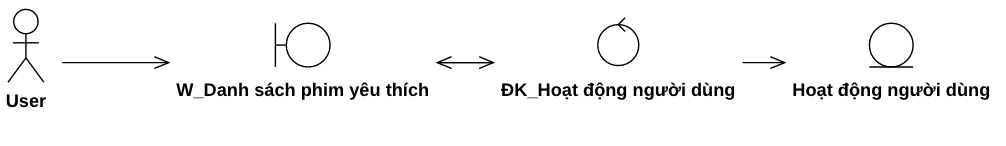 User
W_Danh sách phim yêu thích
ĐK_Hoạt động người dùng
Hoạt động người dùng